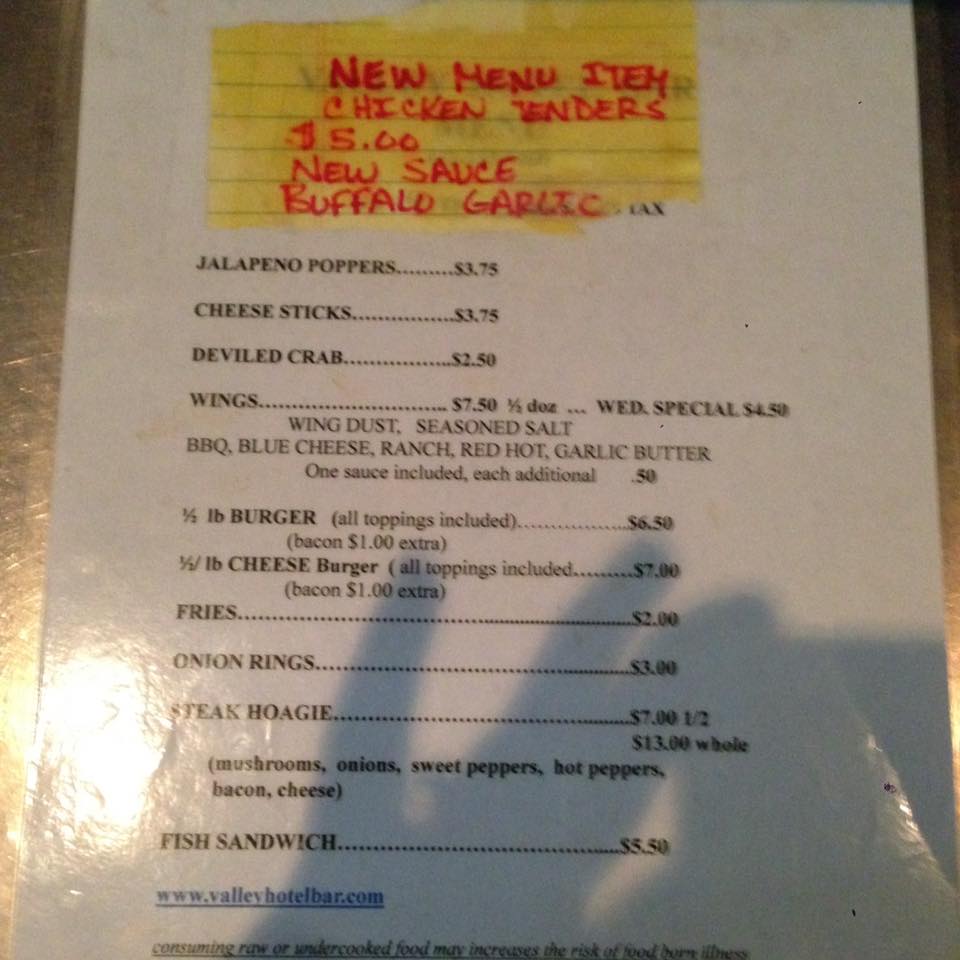 NEW MENU ITEM
CHICKEN TENDERS
$5.00
NEW SAUCE
BUFFALO GARLIC TAX
JALAPENO POPPERS.........$3.75
CHEESE STICKS................$3.75
DEVILED CRAB.................$2.50
WINGS............................. $7.50 ½ doz ... WED. SPECIAL $4.50
WING DUST, SEASONED SALT
BBQ, BLUE CHEESE, RANCH, RED HOT, GARLIC BUTTER
One sauce included, each additional .50
½ lb BURGER (all toppings included)..................$6.50
(bacon $1.00 extra)
½/ lb CHEESE Burger ( all toppings included.........$7.00
(bacon $1.00 extra)
FRIES..............................................................$2.00
ONION RINGS.................................................$3.00
STEAK HOAGIE..............................................$7.00 1/2
$13.00 whole
(mushrooms, onions, sweet peppers, hot peppers,
bacon, cheese)
FISH SANDWICH............................................$5.50
www.valleyhotelbar.com
consuming raw or undercooked food may increases the risk of food born illness